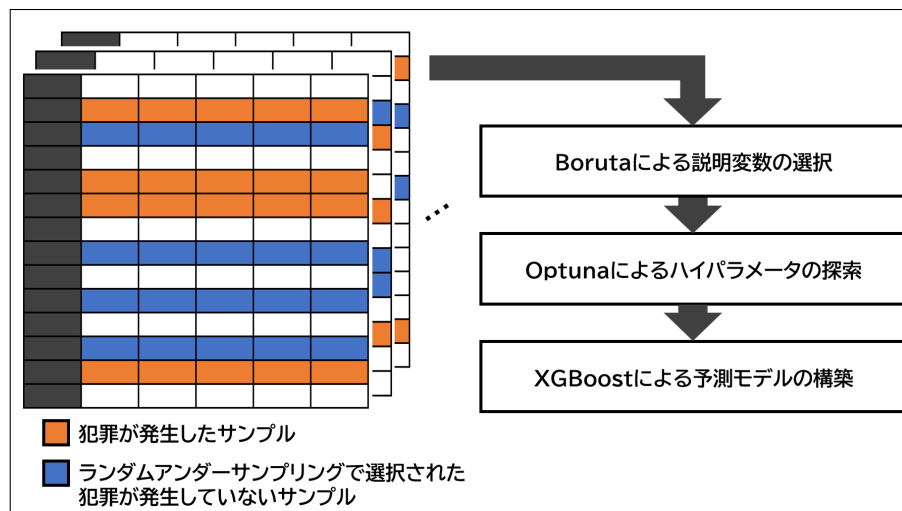 Borutaによる説明変数の選択
Optunaによるハイパラメータの探索
XGBoostによる予測モデルの構築
犯罪が発生したサンプル
ランダムアンダーサンプリングで選択された
犯罪が発生していないサンプル